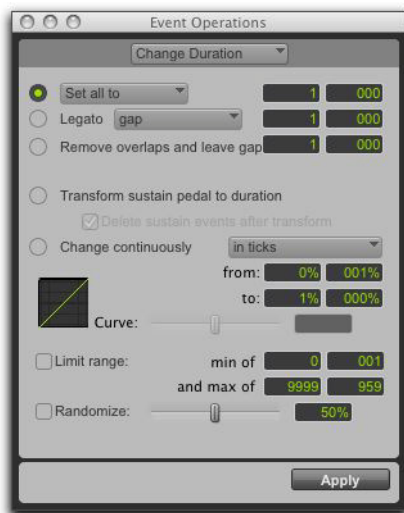 Event Operations
Change Duration
Set all to 1 000
Legato gap 1 000
Remove overlaps and leave gap 1 000
Transform sustain pedal to duration
Delete sustain events after transform
Change continuously in ticks
from: 0% 001%
to: 1% 000%
Curve:
Limit range: min of 0 001
and max of 9999 959
Randomize: 50%
Apply